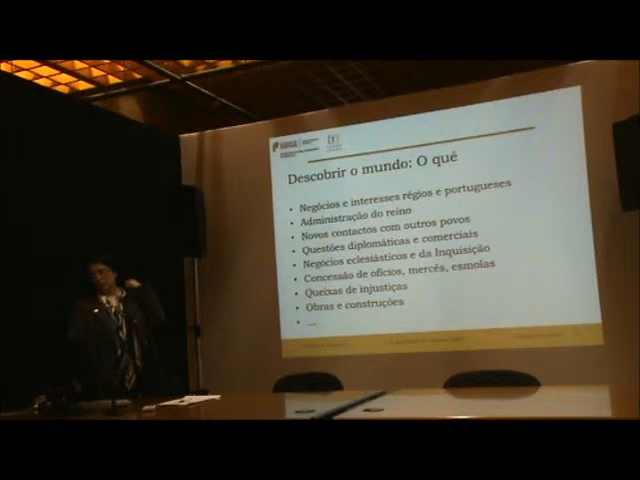 Descobrir o mundo: O quê
• Negócios e interesses régios e portugueses
• Administração do reino
• Novos contactos com outros povos
• Questões diplomáticas e comerciais
• Negócios eclesiásticos e da Inquisição
• Concessão de ofícios, mercês, esmolas
• Queixas de injustiças
• Obras e construções
• ...